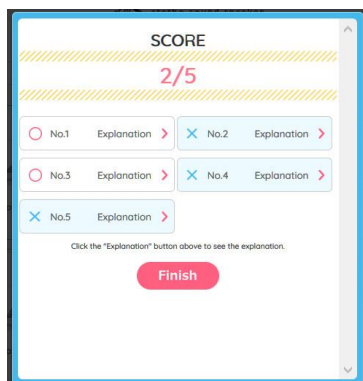 SCORE
2/5
No.1 Explanation
No.2 Explanation
No.3 Explanation
No.4 Explanation
No.5 Explanation
Click the "Explanation" button above to see the explanation.
Finish